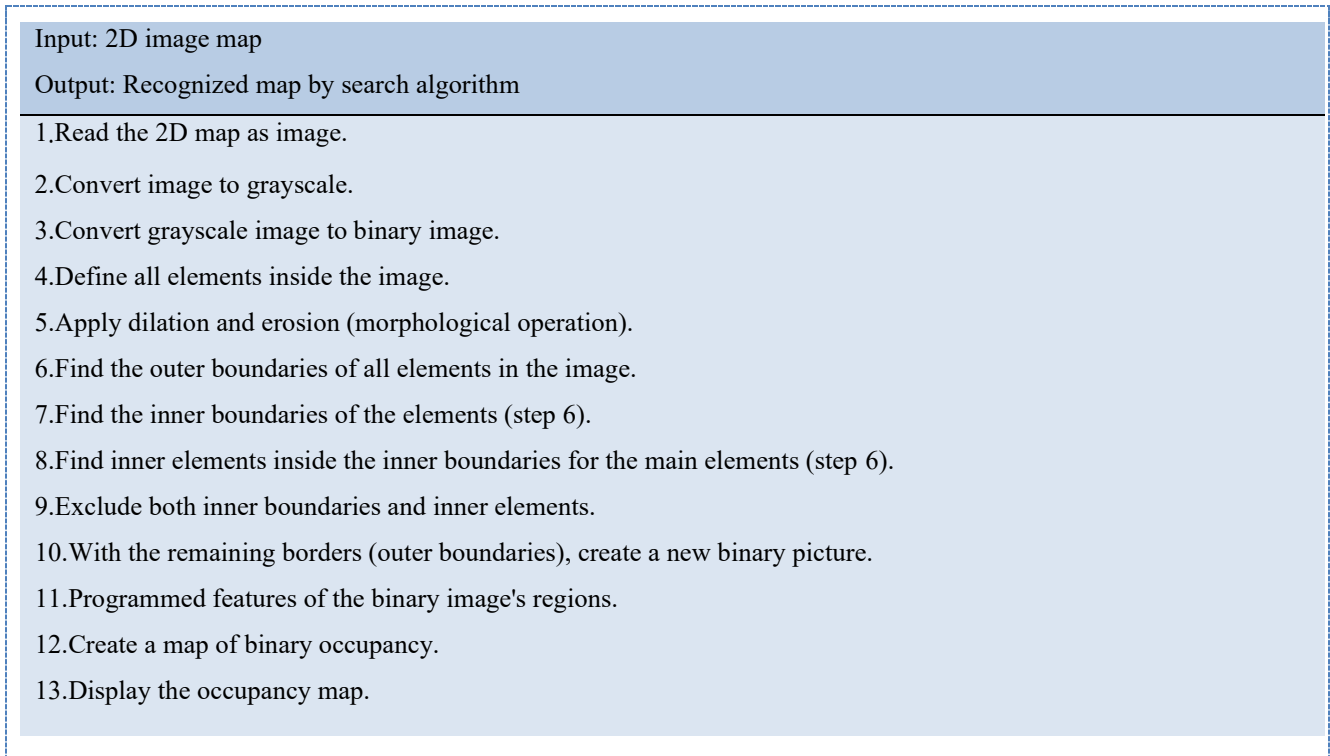 Input: 2D image map
Output: Recognized map by search algorithm
1.Read the 2D map as image.
2.Convert image to grayscale.
3.Convert grayscale image to binary image.
4.Define all elements inside the image.
5.Apply dilation and erosion (morphological operation).
6.Find the outer boundaries of all elements in the image.
7.Find the inner boundaries of the elements (step 6).
8.Find inner elements inside the inner boundaries for the main elements (step 6).
9.Exclude both inner boundaries and inner elements.
10.With the remaining borders (outer boundaries), create a new binary picture.
11.Programmed features of the binary image's regions.
12.Create a map of binary occupancy.
13.Display the occupancy map.